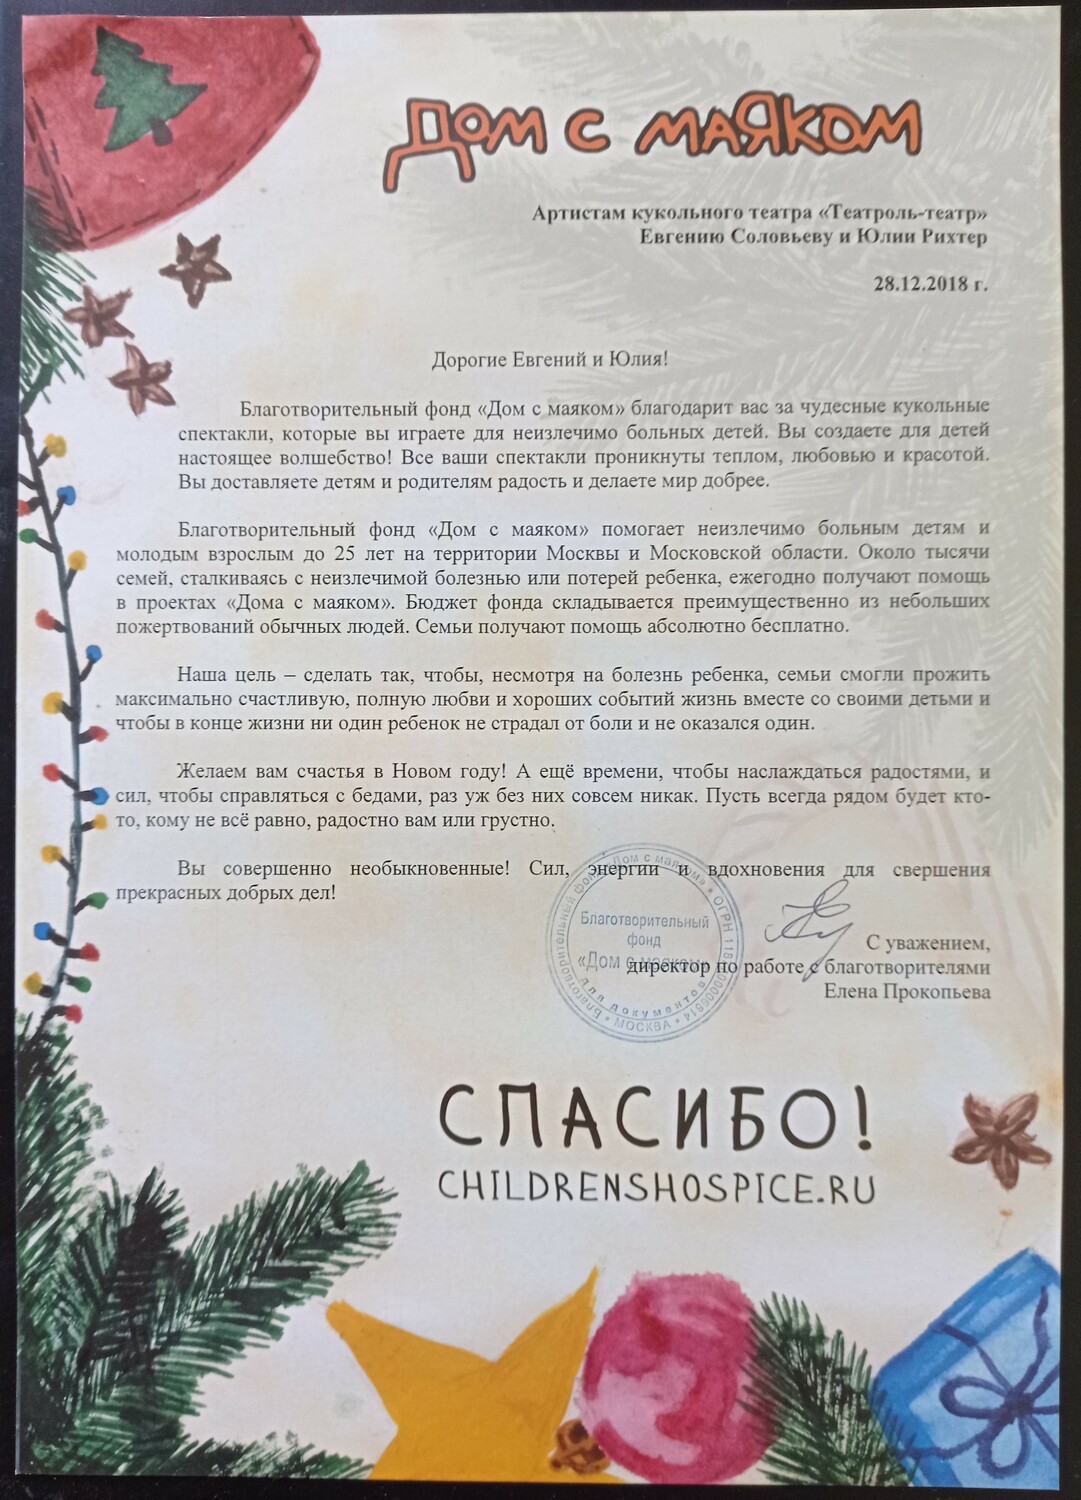 Дом с маяком
Артистам кукольного театра «Театроль-театр»
Евгению Соловьеву и Юлии Рихтер
28.12.2018 г.
Дорогие Евгений и Юлия!
Благотворительный фонд «Дом с маяком» благодарит вас за чудесные кукольные
спектакли, которые вы играете для неизлечимо больных детей. Вы создаете для детей
настоящее волшебство! Все ваши спектакли проникнуты теплом, любовью и красотой.
Вы доставляете детям и родителям радость и делаете мир добрее.
Благотворительный фонд «Дом с маяком» помогает неизлечимо больным детям и
молодым взрослым до 25 лет на территории Москвы и Московской области. Около тысячи
семей, сталкиваясь с неизлечимой болезнью или потерей ребенка, ежегодно получают помощь
в проектах «Дома с маяком». Бюджет фонда складывается преимущественно из небольших
пожертвований обычных людей. Семьи получают помощь абсолютно бесплатно.
Наша цель – сделать так, чтобы, несмотря на болезнь ребенка, семьи смогли прожить
максимально счастливую, полную любви и хороших событий жизнь вместе со своими детьми и
чтобы в конце жизни ни один ребенок не страдал от боли и не оказался один.
Желаем вам счастья в Новом году! А ещё времени, чтобы наслаждаться радостями, и
сил, чтобы справляться с бедами, раз уж без них совсем никак. Пусть всегда рядом будет кто-
то, кому не всё равно, радостно вам или грустно.
Вы совершенно необыкновенные! Сил, энергии и вдохновения для свершения
прекрасных добрых дел!
Благотворительный фонд «Дом с маяком» • ОГРН
Благотворительный
фонд
«Дом с маяком»
Для документов
• МОСКВА •
С уважением,
директор по работе с благотворителями
Елена Прокопьева
СПАСИБО!
CHILDRENSHOSPICE.RU